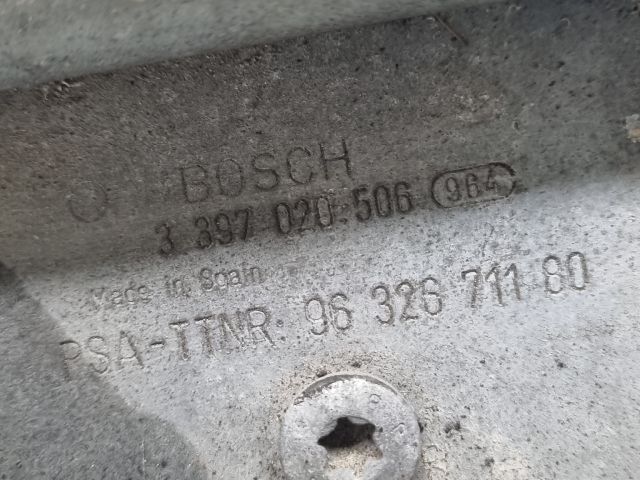 BOSCH
3 397 020 506 964
Made in Spain
PSA-TTNR. 96 326 711 80